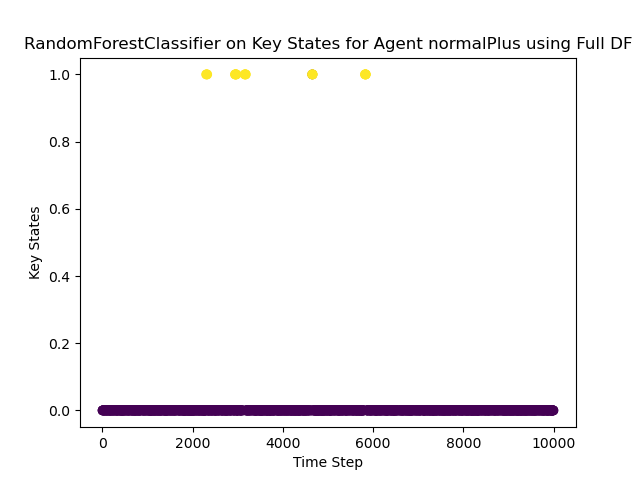 RandomForestClassifier on Key States for Agent normalPlus using Full DF
1.0
0.8
0.6
0.4
0.2
0.0
Key States
0 2000 4000 6000 8000 10000
Time Step